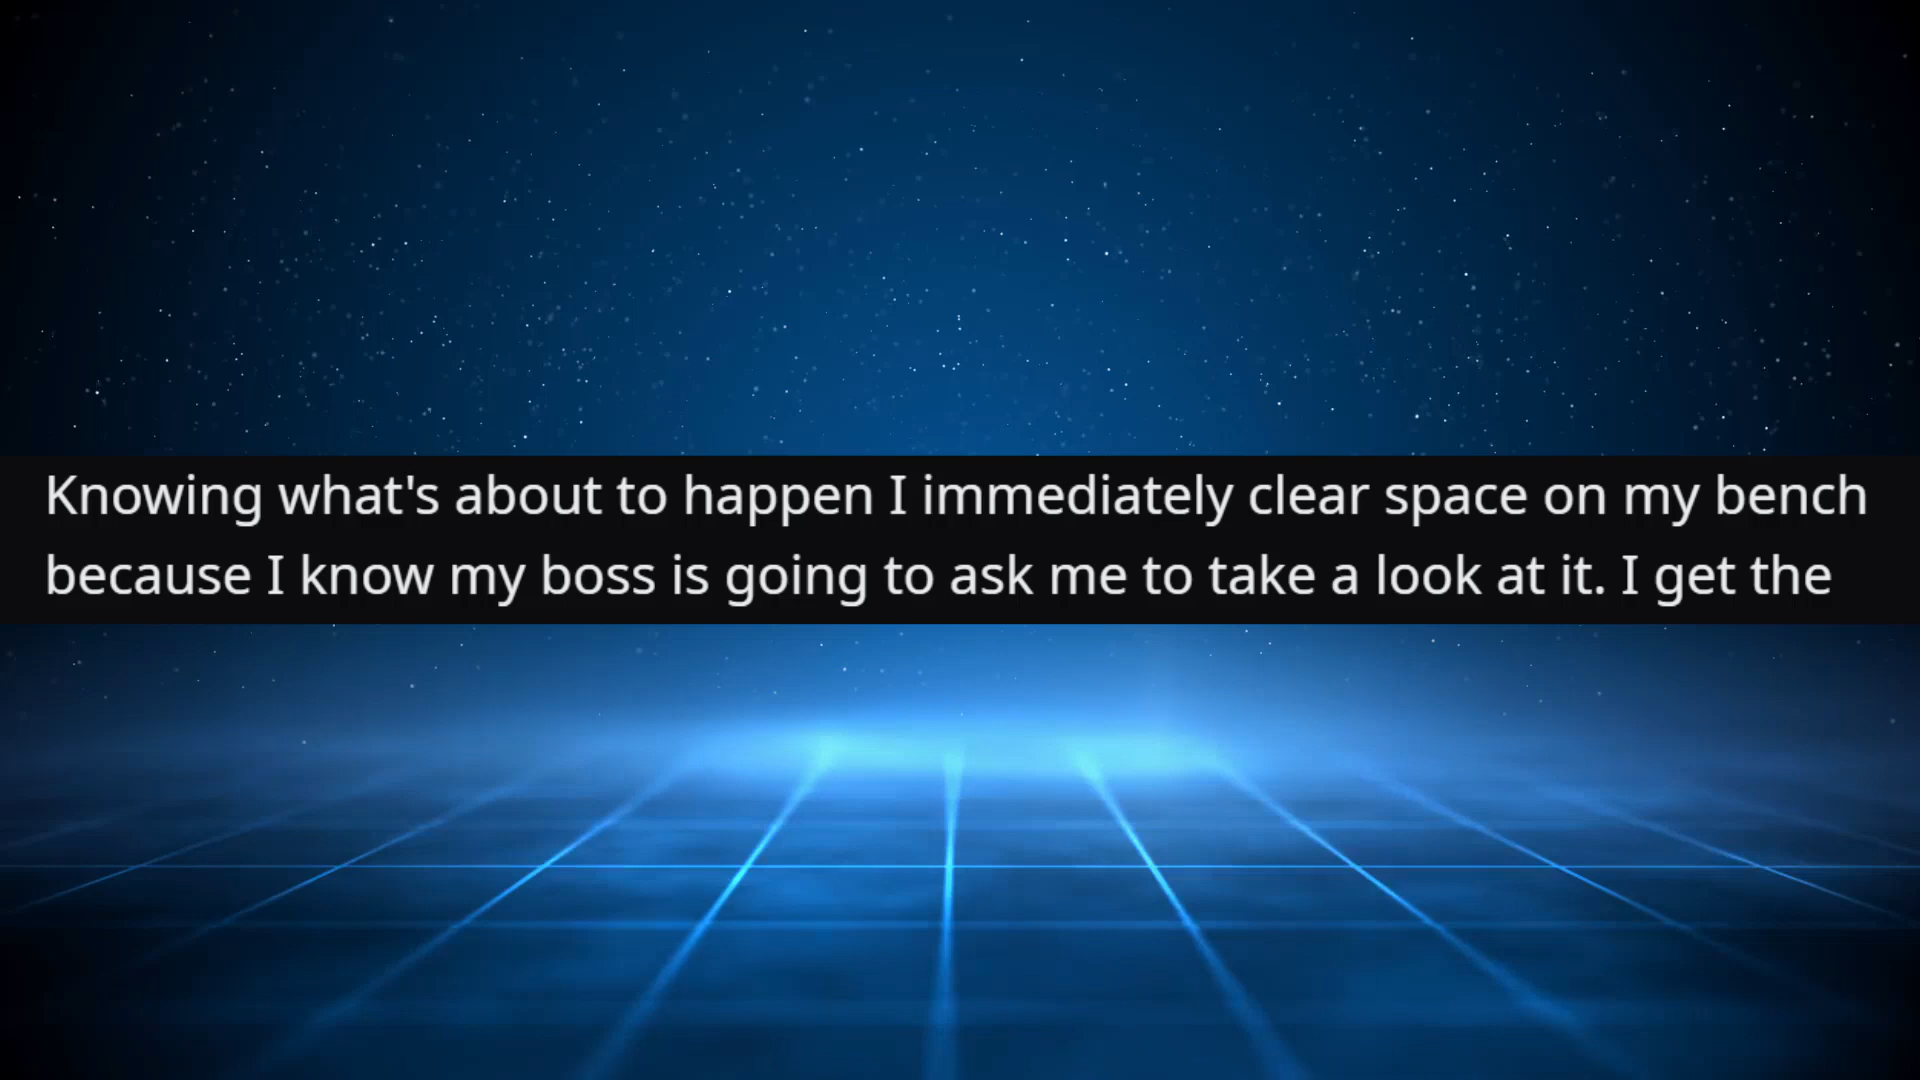 Knowing what's about to happen I immediately clear space on my bench
because I know my boss is going to ask me to take a look at it. I get the